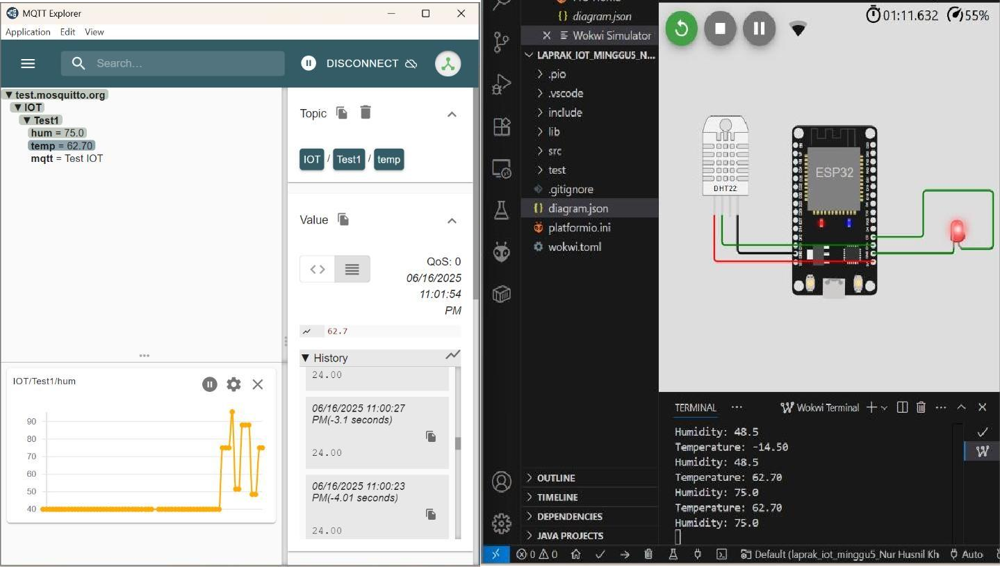 MQTT Explorer
Application Edit View
Search...
DISCONNECT
▼ test.mosquitto.org
▼ IOT
▼ Test1
hum = 75.0
temp = 62.70
mqtt = Test IOT
IOT/Test1/hum
90
80
70
60
50
40
Topic
IOT / Test1 / temp
Value
QoS: 0
06/16/2025
11:01:54
PM
62.7
▼ History
24.00
06/16/2025 11:00:27
PM(-3.1 seconds)
24.00
06/16/2025 11:00:23
PM(-4.01 seconds)
24.00
{} diagram.json
Wokwi Simulator
LAPRAK_IOT_MINGGU5_N...
.pio
.vscode
include
lib
src
test
.gitignore
{} diagram.json
platformio.ini
wokwi.toml
OUTLINE
TIMELINE
DEPENDENCIES
JAVA PROJECTS
01:11.632 55%
DHT22
ESP32
TERMINAL ... Wokwi Terminal
Humidity: 48.5
Temperature: -14.50
Humidity: 48.5
Temperature: 62.70
Humidity: 75.0
Temperature: 62.70
Humidity: 75.0
0 0 Default (laprak_iot_minggu5_Nur Husnil Kh Auto